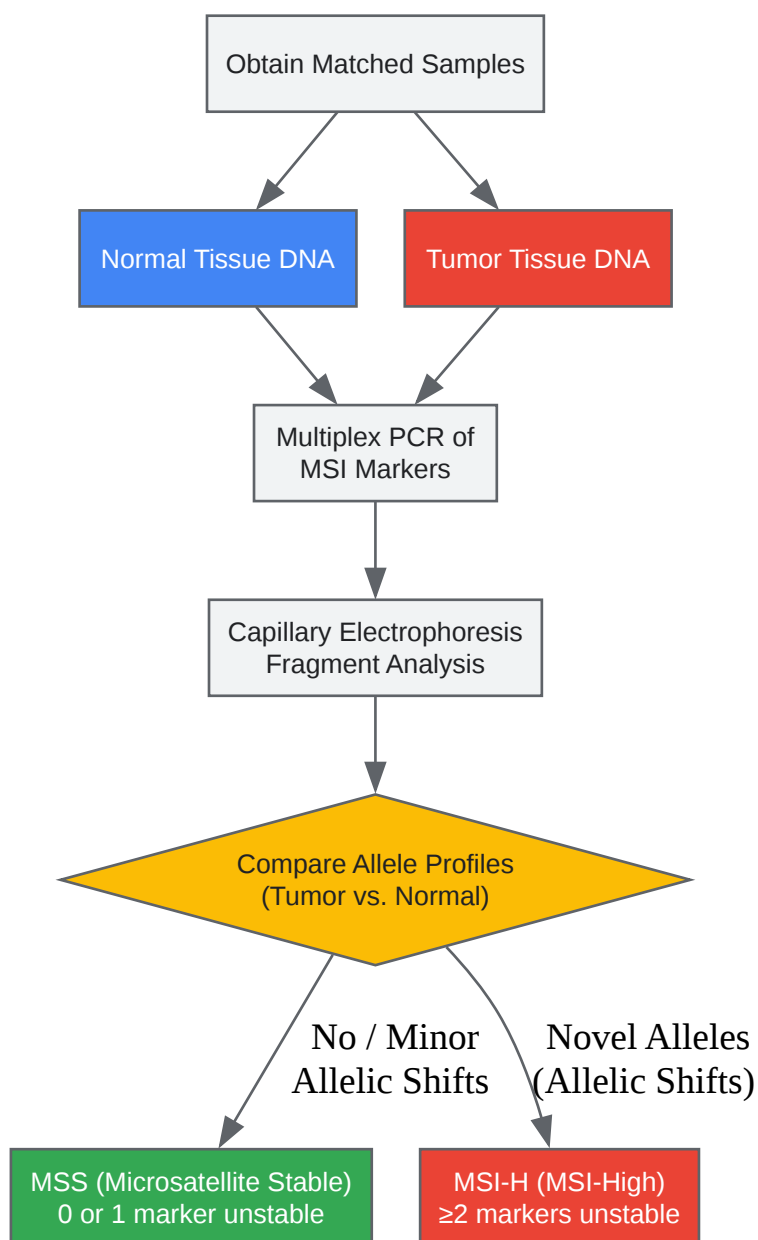 Obtain Matched Samples
Normal Tissue DNA
Tumor Tissue DNA
Multiplex PCR of
MSI Markers
Capillary Electrophoresis
Fragment Analysis
Compare Allele Profiles
(Tumor vs. Normal)
No / Minor
Allelic Shifts
Novel Alleles
(Allelic Shifts)
MSS (Microsatellite Stable)
0 or 1 marker unstable
MSI-H (MSI-High)
≥2 markers unstable